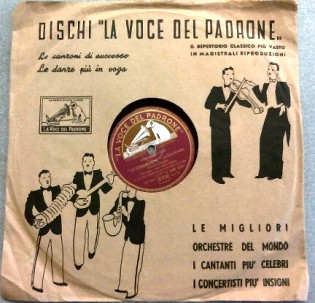 DISCHI "LA VOCE DEL PADRONE„
Le canzoni di successo
Le danze più in voga
IL REPERTORIO CLASSICO PIÙ VASTO
IN MAGISTRALI RIPRODUZIONI
LA VOCE DEL PADRONE
"LA VOCE DEL PADRONE"
LE MIGLIORI
ORCHESTRE DEL MONDO
I CANTANTI PIU' CELEBRI
I CONCERTISTI PIU' INSIGNI